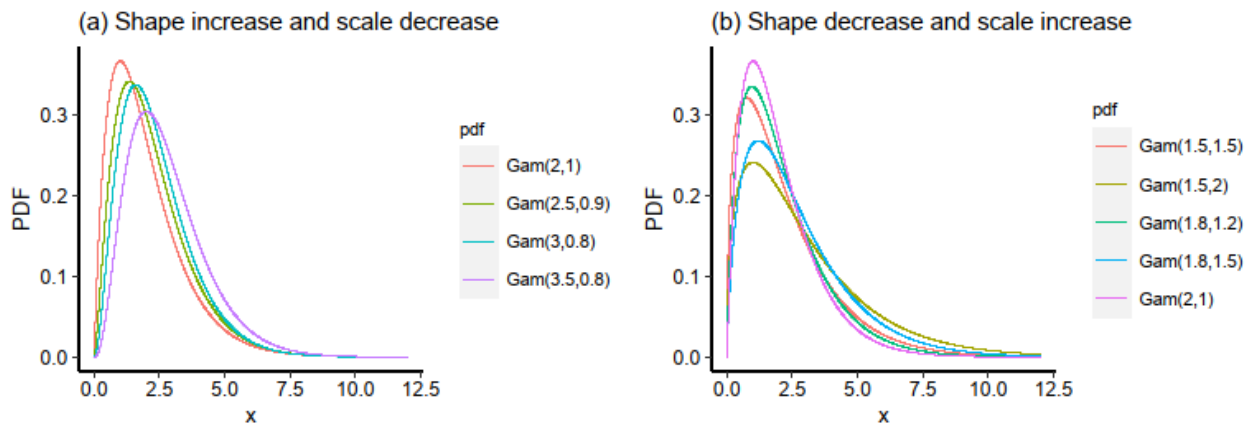 (a) Shape increase and scale decrease
PDF
0.3
0.2
0.1
0.0
0.0 2.5 5.0 7.5 10.0 12.5
x
pdf
Gam(2,1)
Gam(2.5,0.9)
Gam(3,0.8)
Gam(3.5,0.8)
(b) Shape decrease and scale increase
PDF
0.3
0.2
0.1
0.0
0.0 2.5 5.0 7.5 10.0 12.5
x
pdf
Gam(1.5,1.5)
Gam(1.5,2)
Gam(1.8,1.2)
Gam(1.8,1.5)
Gam(2,1)